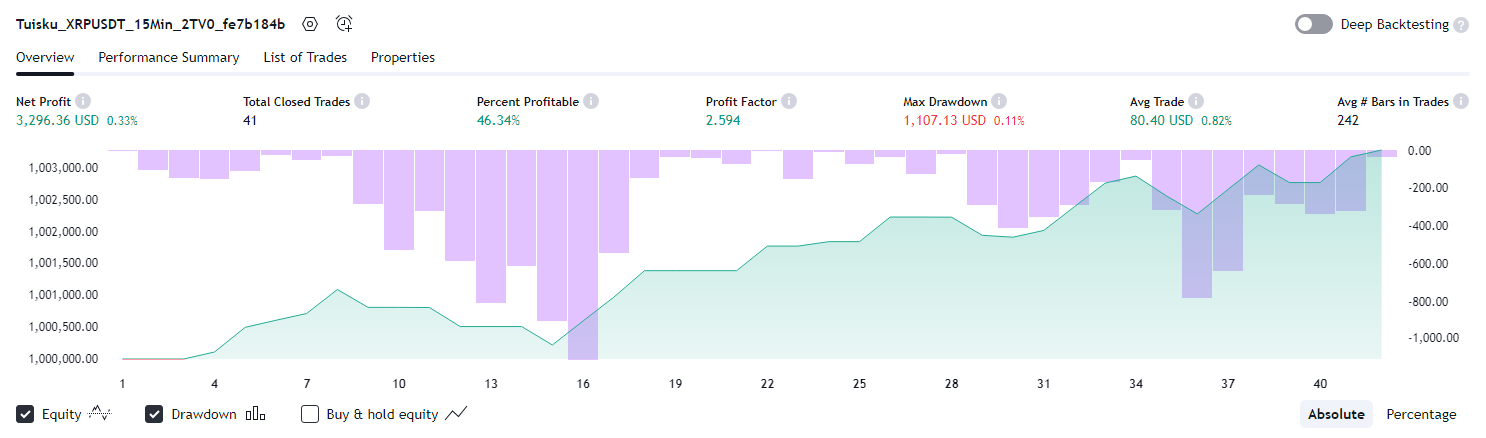 Tuisku_XRPUSDT_15Min_2TV0_fe7b184b
Deep Backtesting ?
Overview Performance Summary List of Trades Properties
Net Profit i Total Closed Trades i Percent Profitable i Profit Factor i Max Drawdown i Avg Trade i Avg # Bars in Trades i
3,296.36 USD 0.33% 41 46.34% 2.594 1,107.13 USD 0.11% 80.40 USD 0.82% 242
0.00
1,003,000.00
-200.00
1,002,500.00
-400.00
1,002,000.00
1,001,500.00
-600.00
1,001,000.00
-800.00
1,000,500.00
-1,000.00
1,000,000.00
1 4 7 10 13 16 19 22 25 28 31 34 37 40
Equity Drawdown Buy & hold equity Absolute Percentage